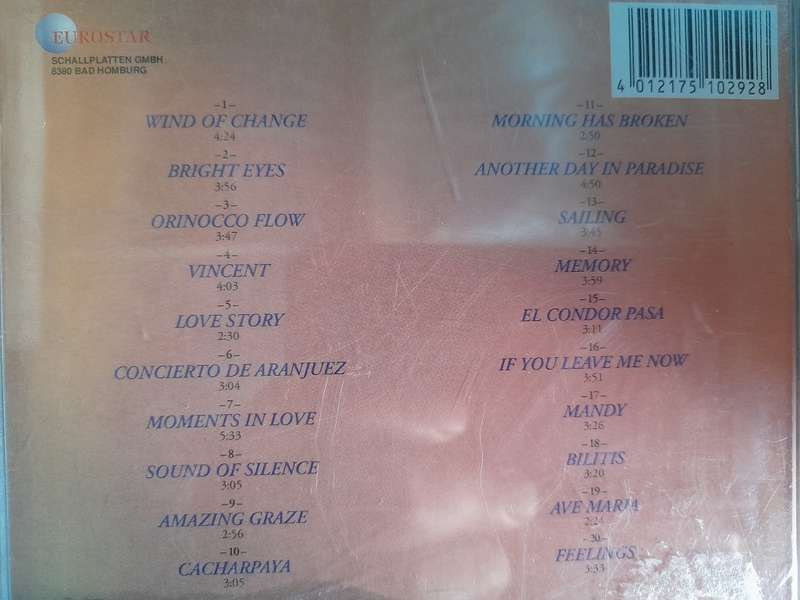 EUROSTAR
SCHALLPLATTEN GMBH
6380 BAD HOMBURG
4 012175 102928
–1–
WIND OF CHANGE
4:24
–2–
BRIGHT EYES
3:56
–3–
ORINOCCO FLOW
3:47
–4–
VINCENT
4:03
–5–
LOVE STORY
2:30
–6–
CONCIERTO DE ARANJUEZ
3:04
–7–
MOMENTS IN LOVE
5:33
–8–
SOUND OF SILENCE
3:05
–9–
AMAZING GRAZE
2:56
–10–
CACHARPAYA
3:05
–11–
MORNING HAS BROKEN
2:50
–12–
ANOTHER DAY IN PARADISE
4:50
–13–
SAILING
3:45
–14–
MEMORY
3:59
–15–
EL CONDOR PASA
3:11
–16–
IF YOU LEAVE ME NOW
3:51
–17–
MANDY
3:26
–18–
BILITIS
3:20
–19–
AVE MARIA
2:24
–20–
FEELINGS
3:33